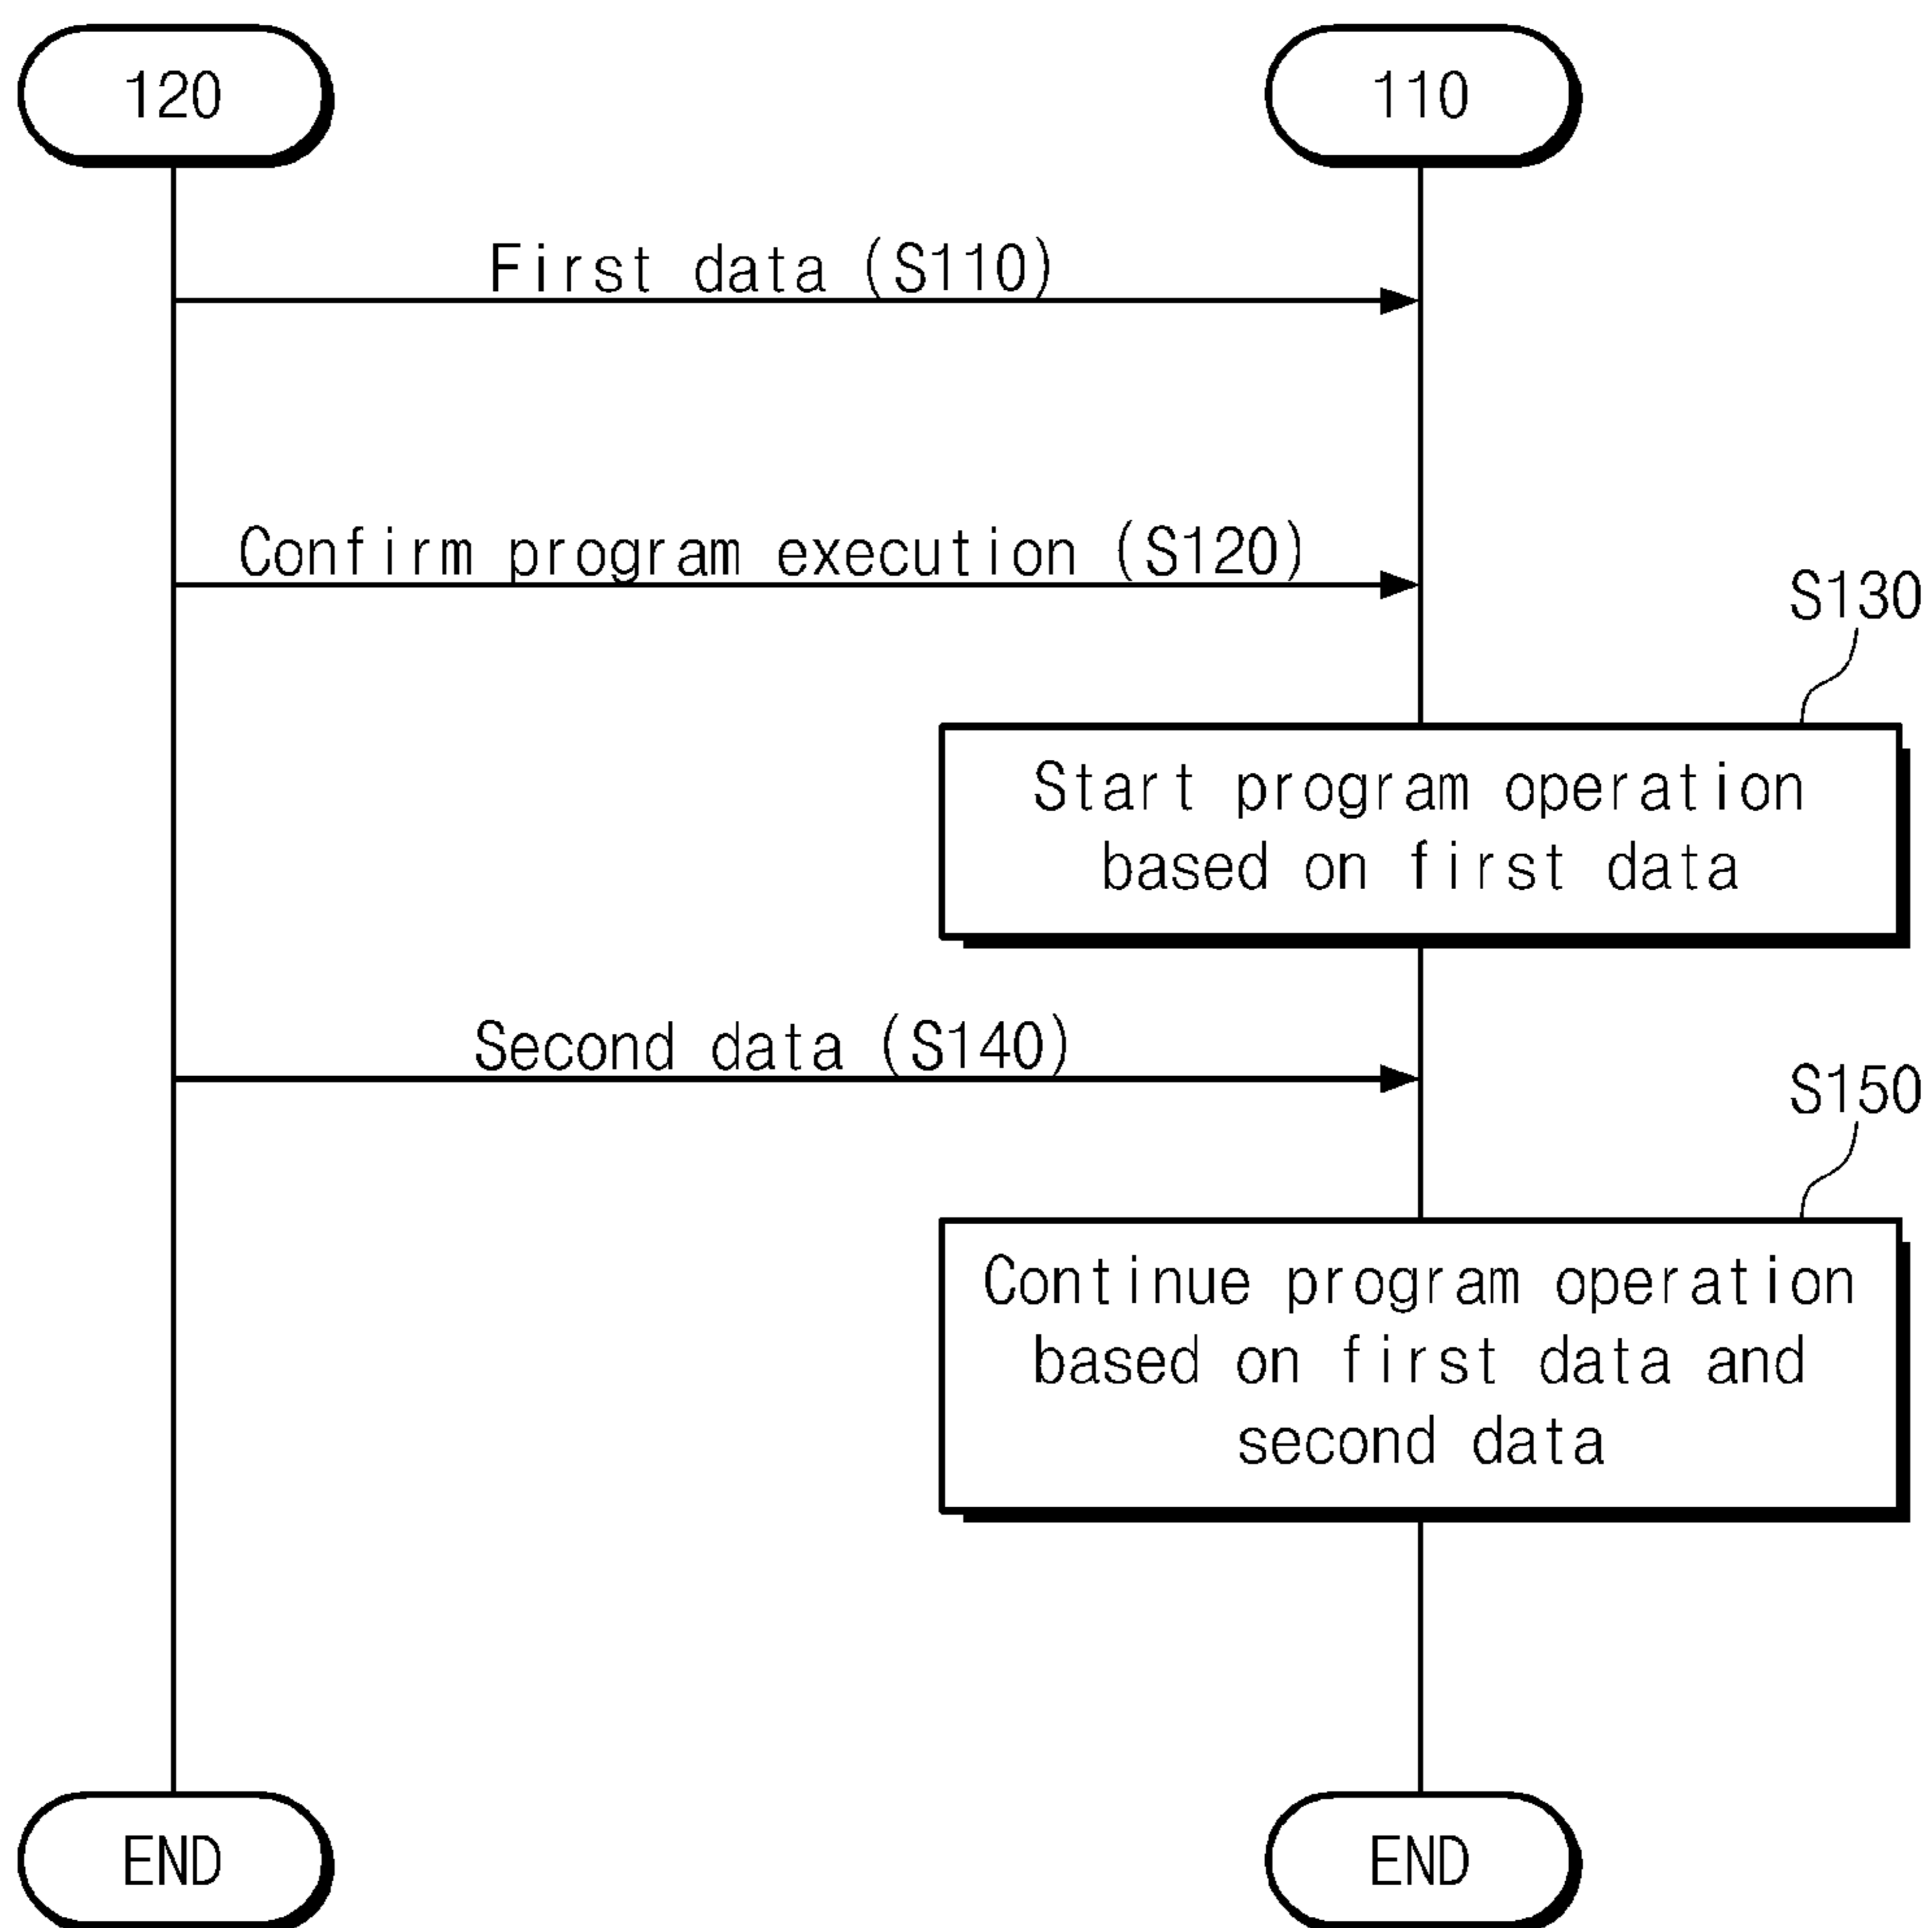 120
110
First data (S110)
Confirm program execution (S120)
S130
Start program operation
based on first data
Second data (S140)
S150
Continue program operation
based on first data and
second data
END
END